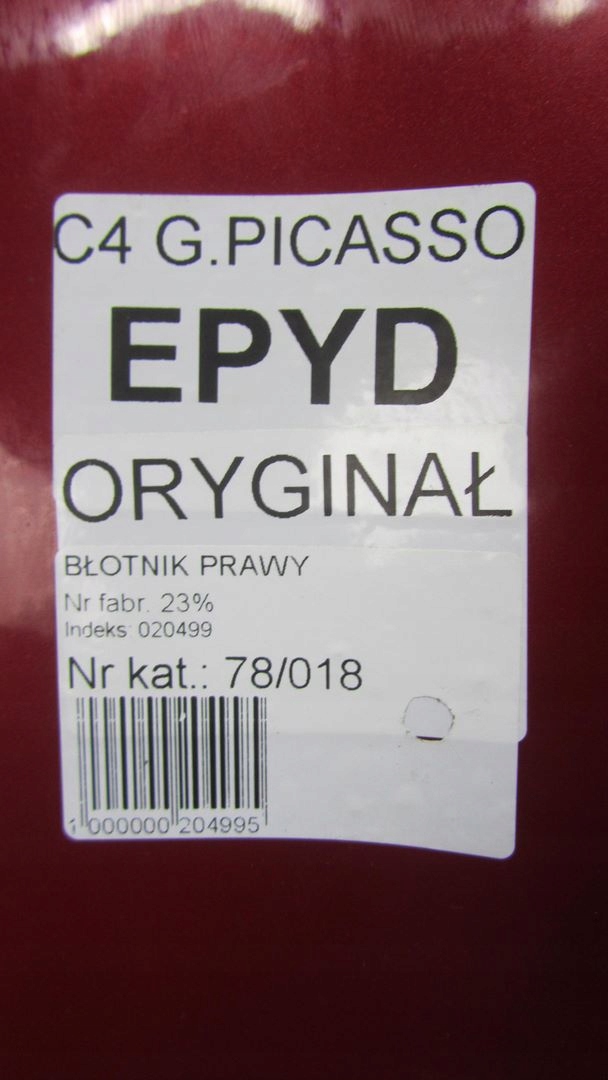 C4 G.PICASSO
EPYD
ORYGINAŁ
BŁOTNIK PRAWY
Nr fabr. 23%
Indeks: 020499
Nr kat.: 78/018
1 000000 204995